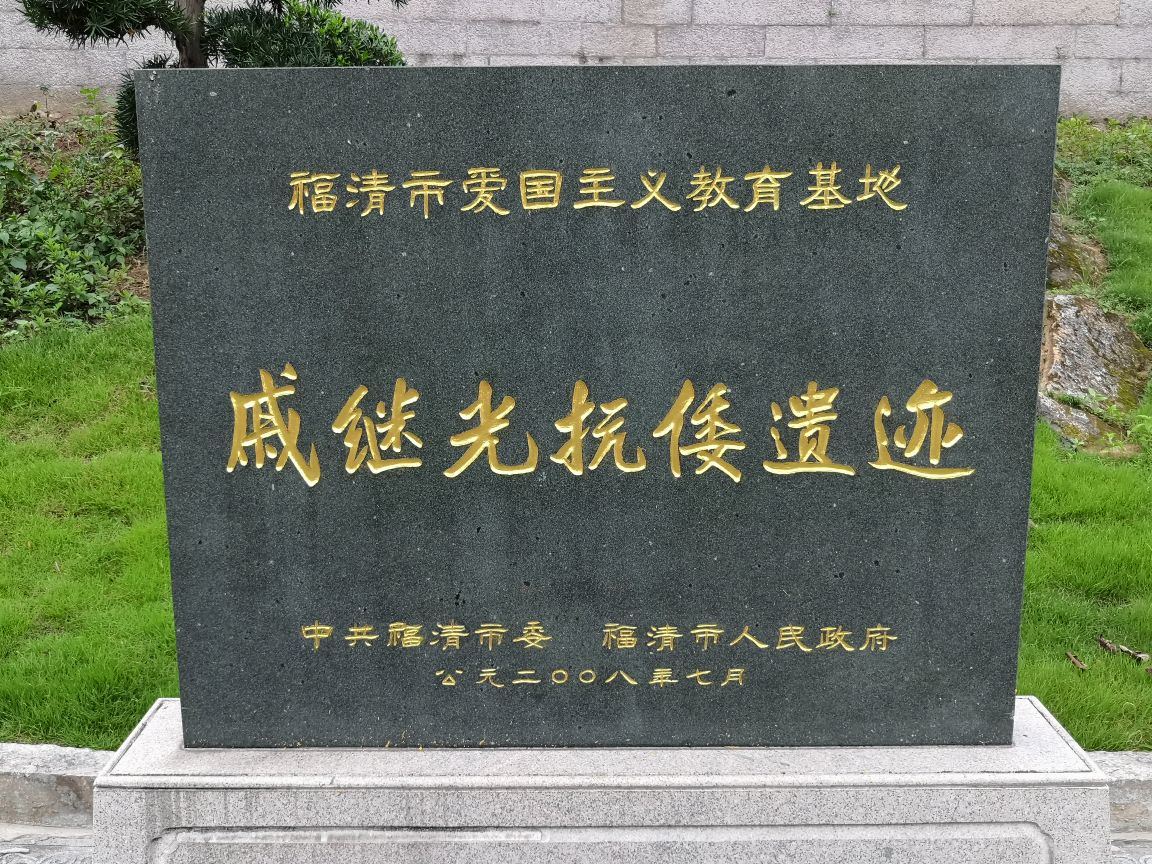 福清市爱国主义教育基地
戚继光抗倭遗迹
中共福清市委 福清市人民政府
公元二〇〇八年七月